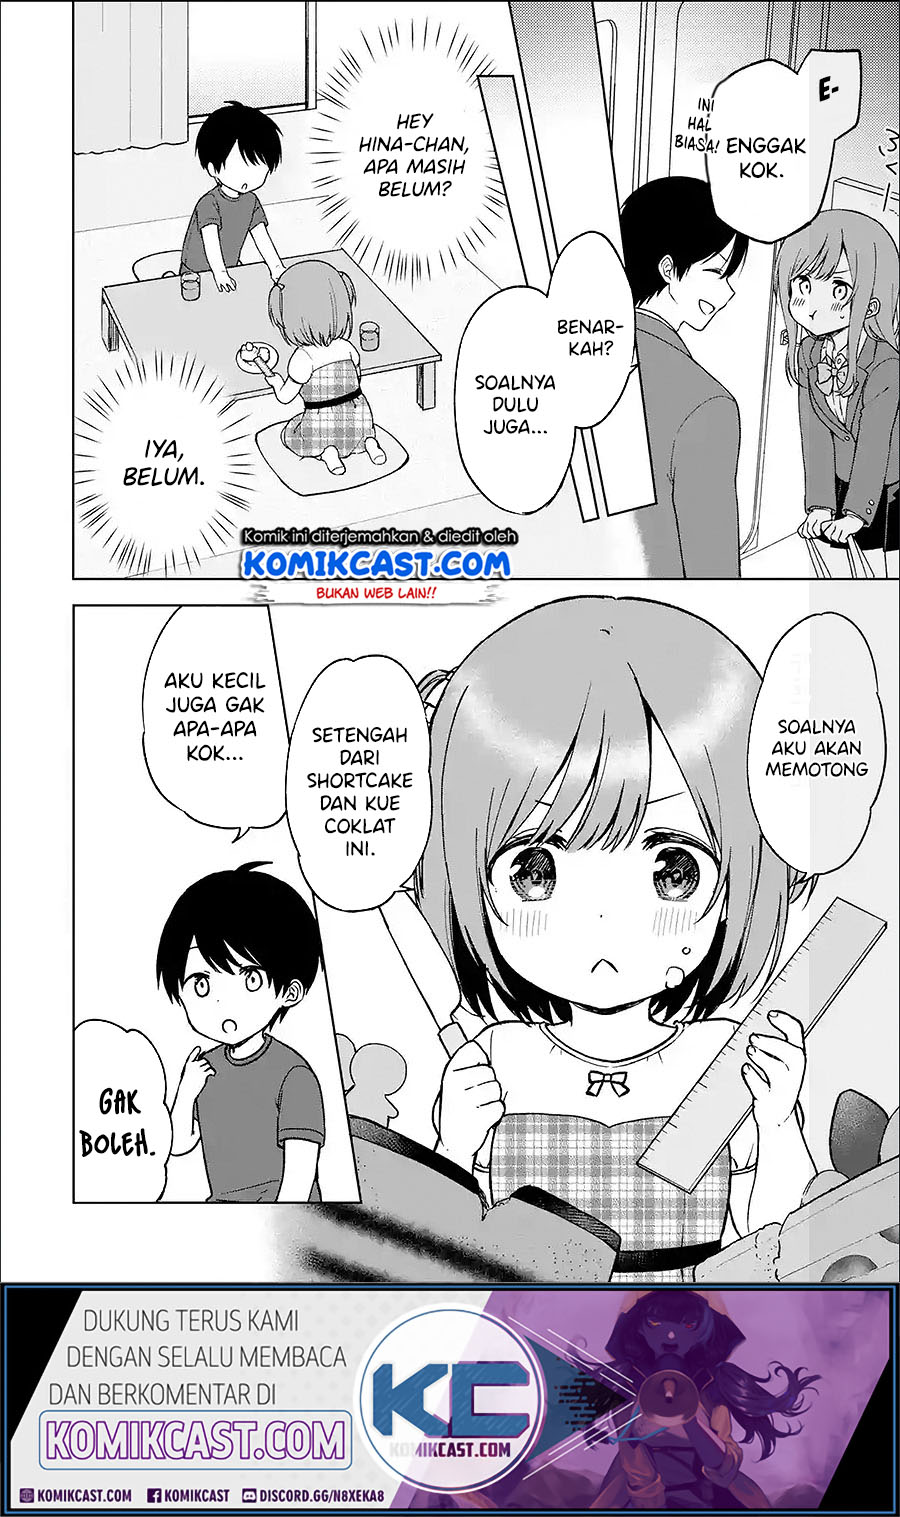 E-
ENGGAK
KOK.
INI
HAL
BIASA!
BENAR-
KAH?
SOALNYA
DULU
JUGA...
HEY
HINA-CHAN,
APA MASIH
BELUM?
IYA,
BELUM.
Komik ini diterjemahkan & diedit oleh
KOMIKCAST.COM
BUKAN WEB LAIN!!
SOALNYA
AKU AKAN
MEMOTONG
SETENGAH
DARI
SHORTCAKE
DAN KUE
COKLAT
INI.
AKU KECIL
JUGA GAK
APA-APA
KOK...
GAK
BOLEH.
DUKUNG TERUS KAMI
DENGAN SELALU MEMBACA
DAN BERKOMENTAR DI
KOMIKCAST.COM
KOMIKCAST.COM KOMIKCAST DISCORD.GG/N8XEKA8
KC
KOMIKCAST.COM